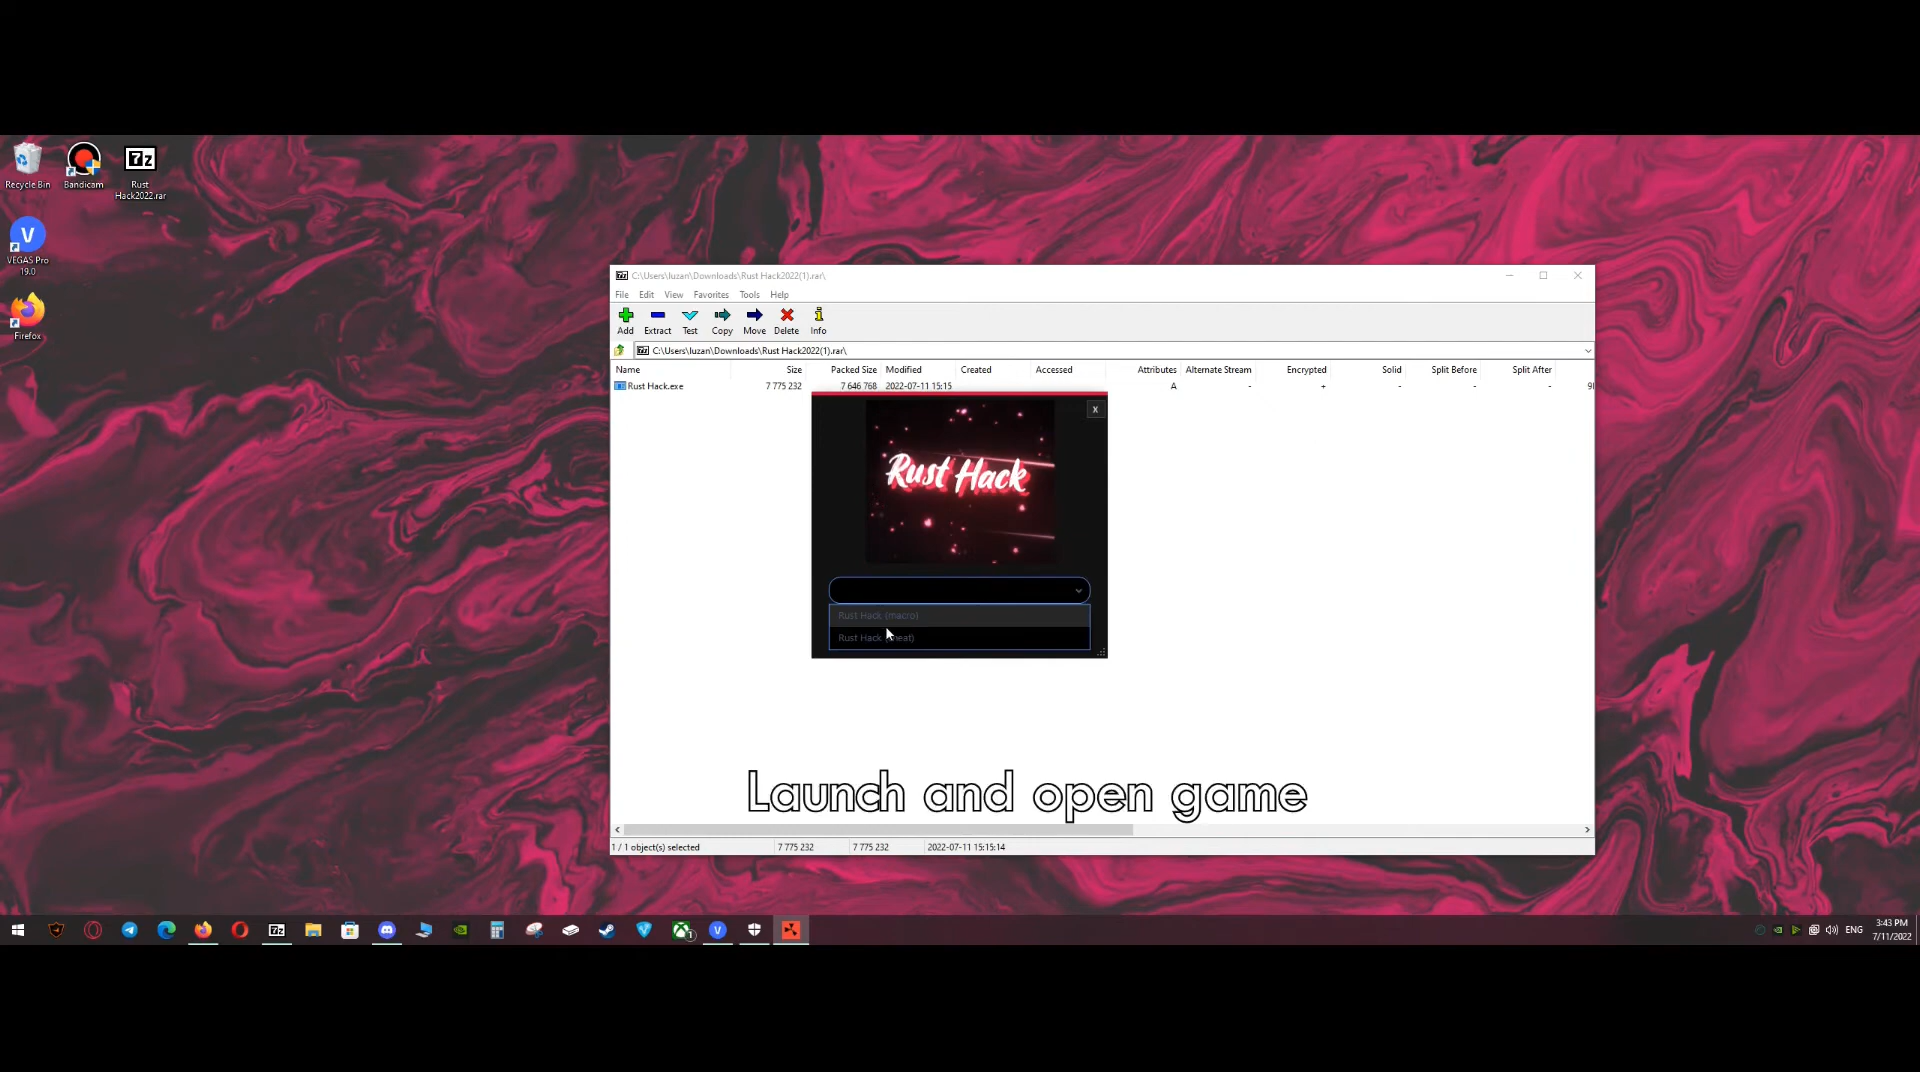 Recycle Bin
Bandicam
7z
Rust
Hack2022.rar
V
VEGAS Pro
19.0
Firefox
C:\Users\luzan\Downloads\Rust Hack2022(1).rar\
File Edit View Favorites Tools Help
Add Extract Test Copy Move Delete Info
C:\Users\luzan\Downloads\Rust Hack2022(1).rar\
Name Size Packed Size Modified Created Accessed Attributes Alternate Stream Encrypted Solid Split Before Split After
Rust Hack.exe 7 775 232 7 646 768 2022-07-11 15:15 A - + - - -
x
Rust Hack
Rust Hack (macro)
Rust Hack
Launch and open game
1 / 1 object(s) selected 7 775 232 7 775 232 2022-07-11 15:15:14
ENG
3:43 PM
7/11/2022